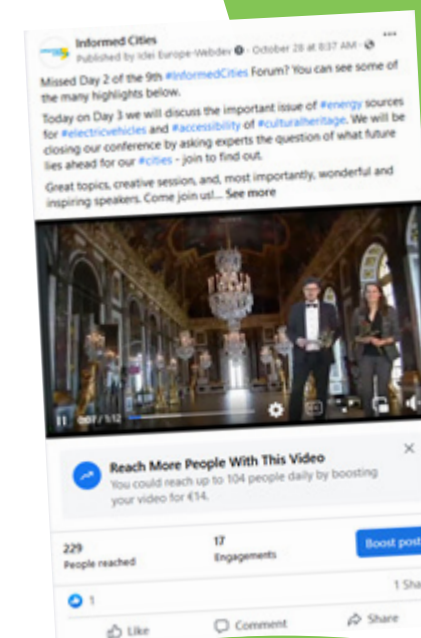 Informed Cities
Published by Iclei Europe-Webdev · October 28 at 8:37 AM ·
Missed Day 2 of the 9th #InformedCities Forum? You can see some of
the many highlights below.
Today on Day 3 we will discuss the important issue of #energy sources
for #electricvehicles and #accessibility of #culturalheritage. We will be
closing our conference by asking experts the question of what future
lies ahead for our #cities - join to find out.
Great topics, creative session, and, most importantly, wonderful and
inspiring speakers. Come join us!... See more
0:07 / 1:12
Reach More People With This Video
You could reach up to 104 people daily by boosting
your video for €14.
229
People reached
17
Engagements
Boost post
1
1 Sha
Like
Comment
Share